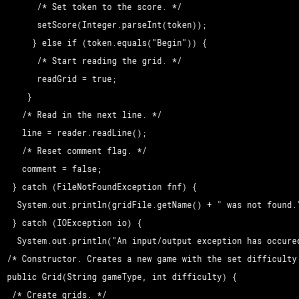 /* Set token to the score. */
setScore(Integer.parseInt(token));
} else if (token.equals("Begin")) {
/* Start reading the grid. */
readGrid = true;
}
/* Read in the next line. */
line = reader.readLine();
/* Reset comment flag. */
comment = false;
} catch (FileNotFoundException fnf) {
System.out.println(gridFile.getName() + " was not found."
} catch (IOException io) {
System.out.println("An input/output exception has occured
/* Constructor. Creates a new game with the set difficulty
public Grid(String gameType, int difficulty) {
/* Create grids. */